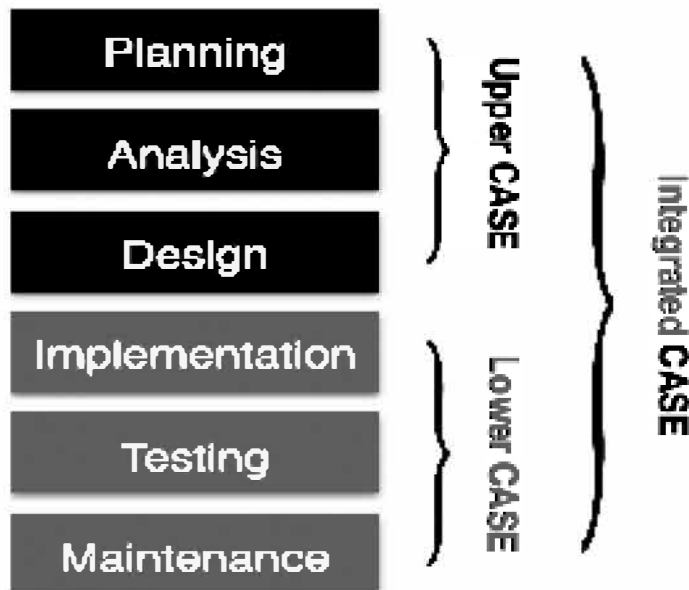 Planning
Analysis
Design
Implementation
Testing
Maintenance
Upper CASE
Lower CASE
Integrated CASE